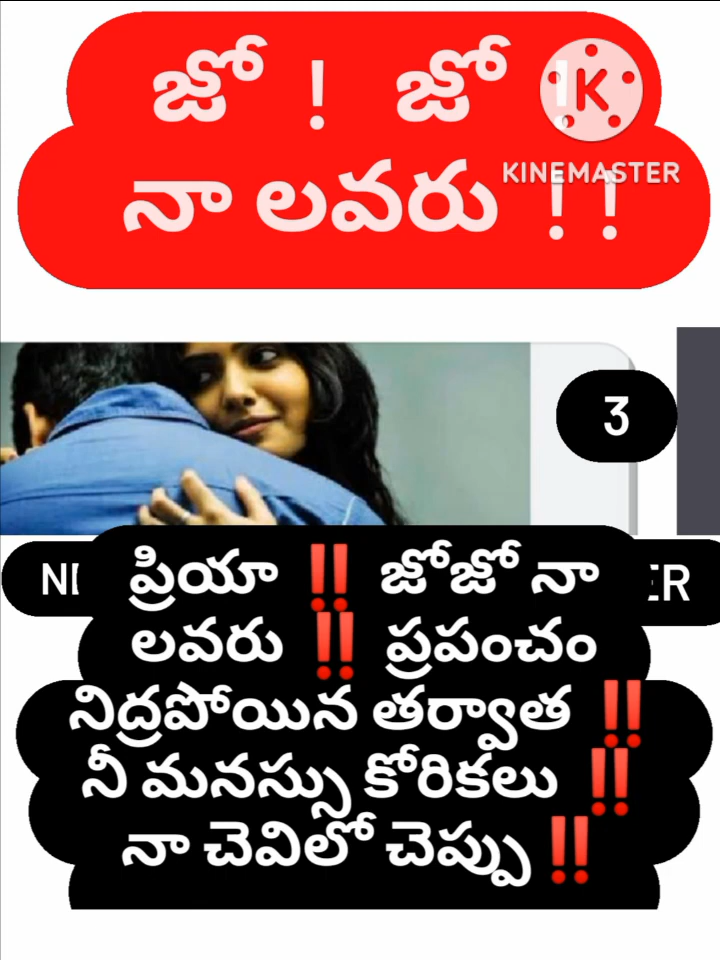 జో ! జో !
KINEMASTER
నా లవరు !!
3
ప్రియా ‼ జోజో నా
లవరు ‼ ప్రపంచం
నిద్రపోయిన తర్వాత ‼
నీ మనస్సు కోరికలు ‼
నా చెవిలో చెప్పు ‼